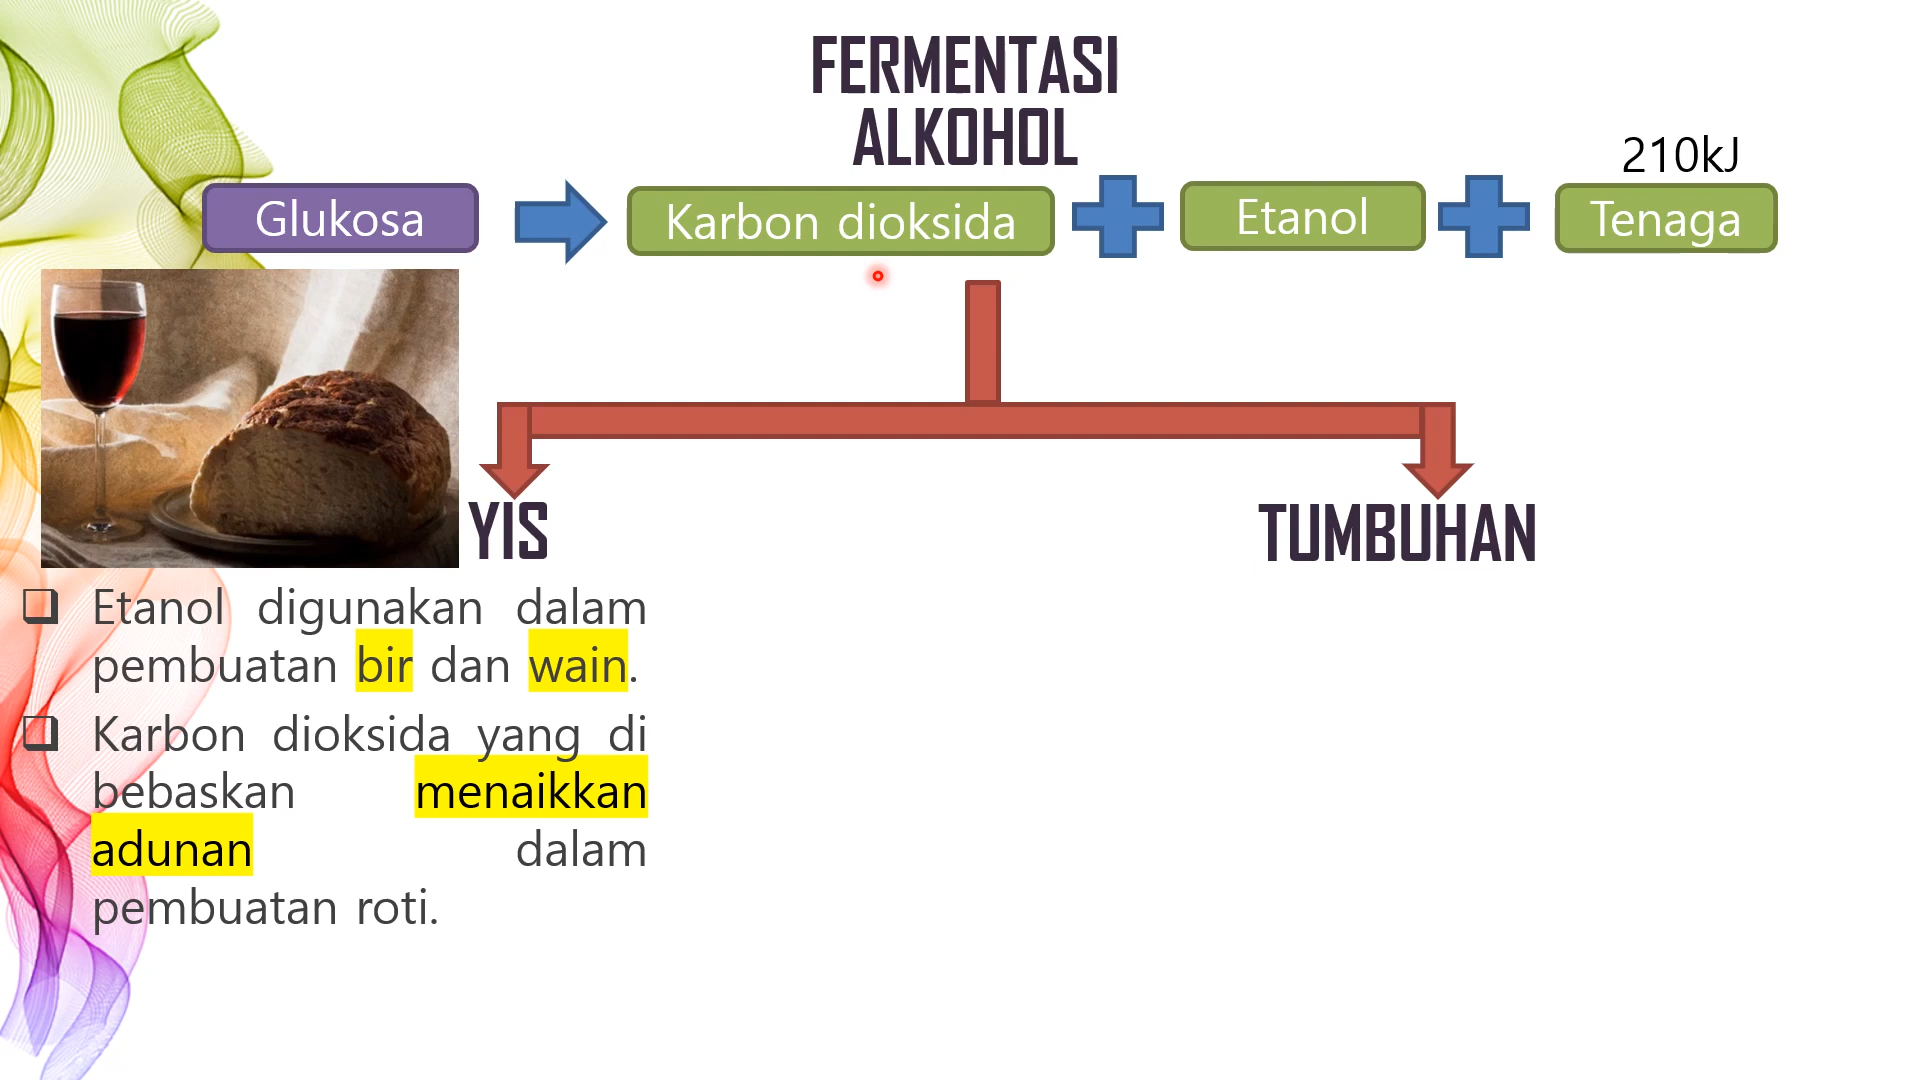 FERMENTASI
ALKOHOL
210kJ
Glukosa
Karbon dioksida
Etanol
Tenaga
YIS
TUMBUHAN
Etanol digunakan dalam
pembuatan bir dan wain.
Karbon dioksida yang di
bebaskan menaikkan
adunan dalam
pembuatan roti.